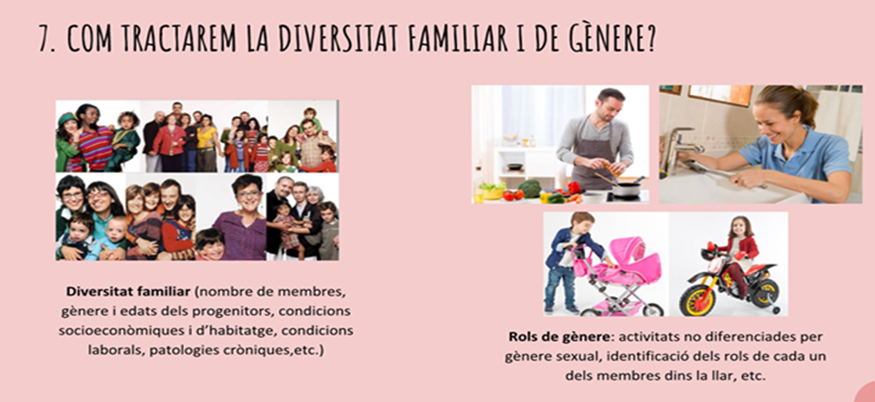 7. COM TRACTAREM LA DIVERSITAT FAMILIAR I DE GÈNERE?
Diversitat familiar (nombre de membres,
gènere i edats dels progenitors, condicions
socioeconòmiques i d'habitatge, condicions
laborals, patologies cròniques,etc.)
Rols de gènere: activitats no diferenciades per
gènere sexual, identificació dels rols de cada un
dels membres dins la llar, etc.